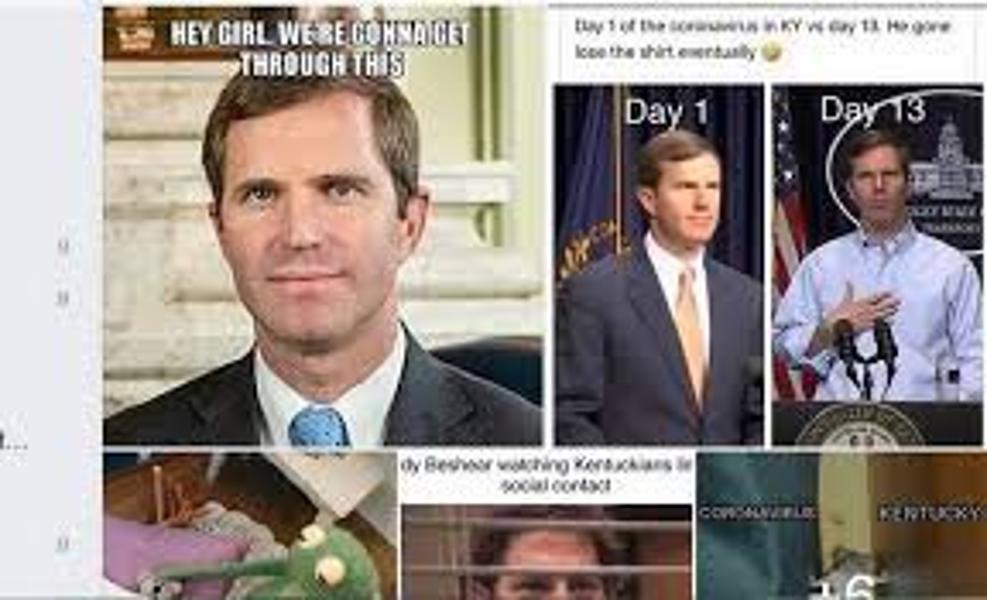 HEY GIRL. WE'RE GONNA GET
THROUGH THIS
Day 1 of the coronavirus in KY vs day 13. He gone
lose the shirt eventually 🤣
Day 1
Day 13
dy Beshear watching Kentuckians
social contact
CORONAVIRUS
KENTUCKY
+6